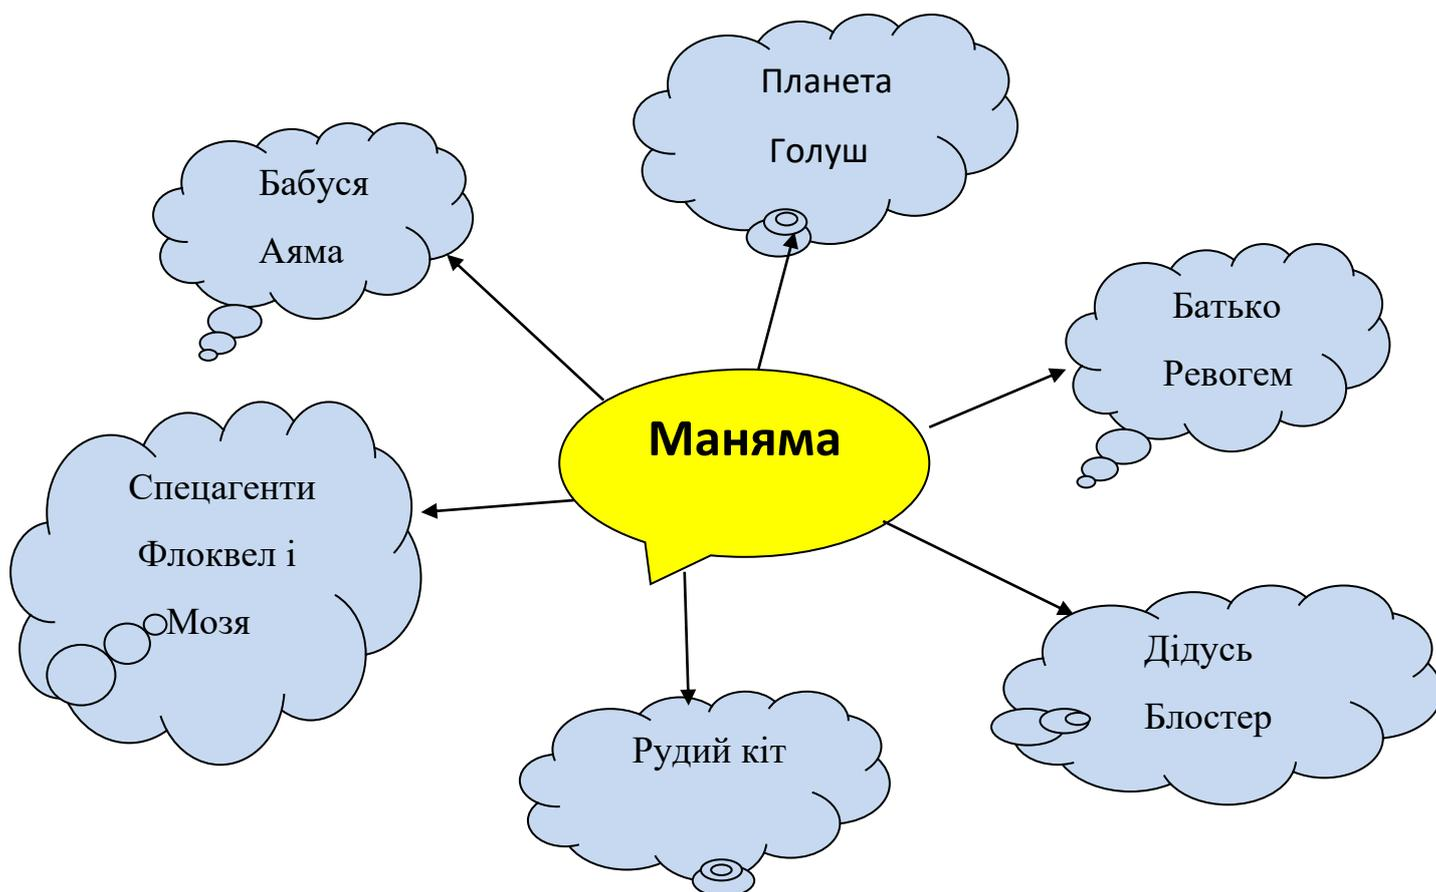 Планета
Голуш
Бабуся
Аяма
Батько
Ревогем
Маняма
Спецагенти
Флоквел і
Мозя
Дідусь
Блостер
Рудий кіт